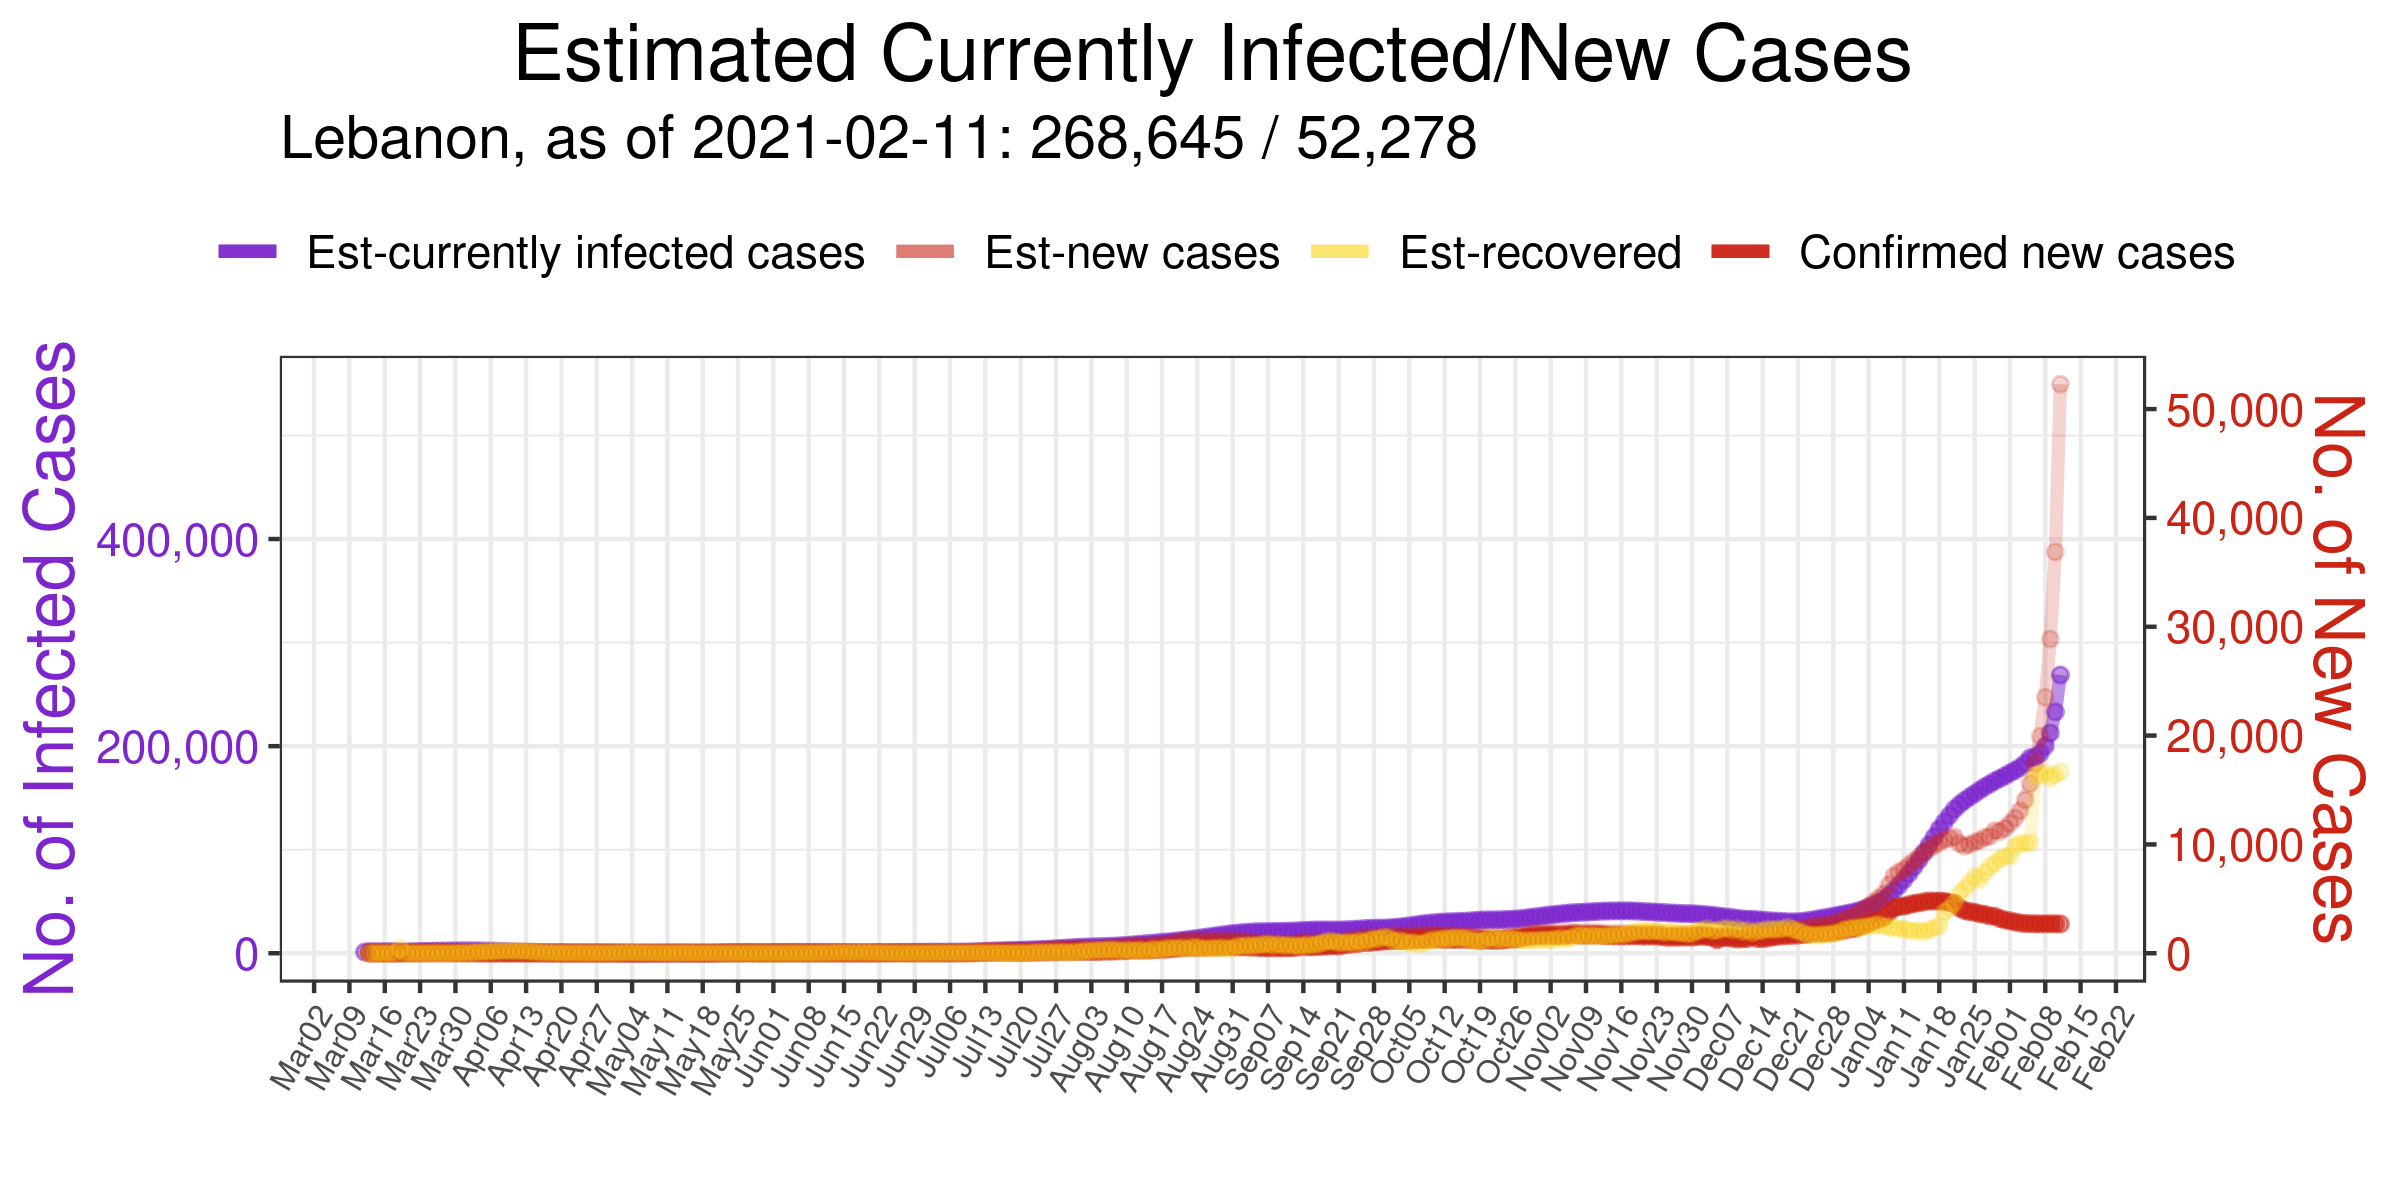 Estimated Currently Infected/New Cases
Lebanon, as of 2021-02-11: 268,645 / 52,278
Est-currently infected cases
Est-new cases
Est-recovered
Confirmed new cases
No. of Infected Cases
400,000
200,000
0
50,000
40,000
30,000
20,000
10,000
0
No. of New Cases
Mar02
Mar09
Mar16
Mar23
Mar30
Apr06
Apr13
Apr20
Apr27
May04
May11
May18
May25
Jun01
Jun08
Jun15
Jun22
Jun29
Jul06
Jul13
Jul20
Jul27
Aug03
Aug10
Aug17
Aug24
Aug31
Sep07
Sep14
Sep21
Sep28
Oct05
Oct12
Oct19
Oct26
Nov02
Nov09
Nov16
Nov23
Nov30
Dec07
Dec14
Dec21
Dec28
Jan04
Jan11
Jan18
Jan25
Feb01
Feb08
Feb15
Feb22